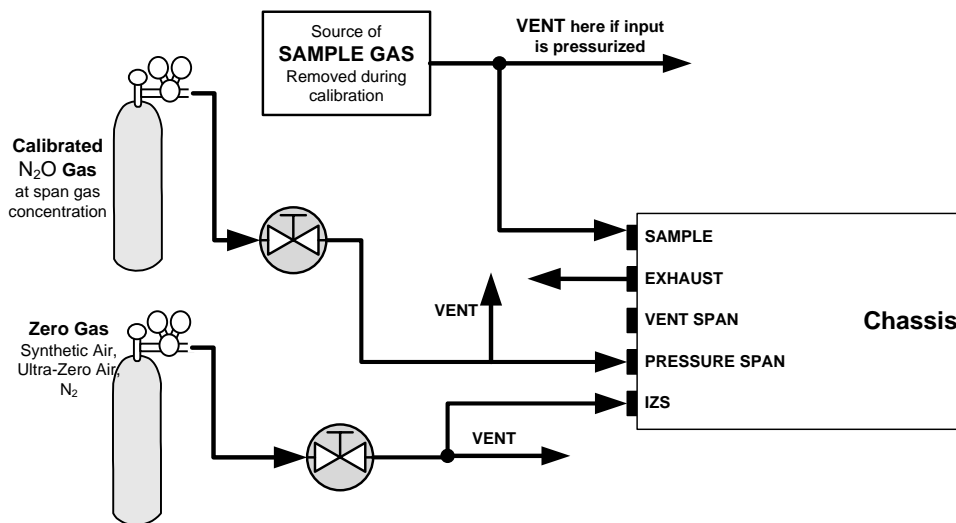 Source of
SAMPLE GAS
Removed during
calibration
VENT here if input
is pressurized
Calibrated
N₂O Gas
at span gas
concentration
SAMPLE
EXHAUST
VENT SPAN
PRESSURE SPAN
IZS
Chassis
VENT
Zero Gas
Synthetic Air,
Ultra-Zero Air,
N₂
VENT